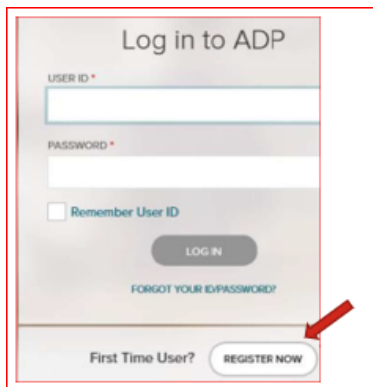 Log in to ADP
USER ID *
PASSWORD *
Remember User ID
LOG IN
FORGOT YOUR ID/PASSWORD?
First Time User? REGISTER NOW